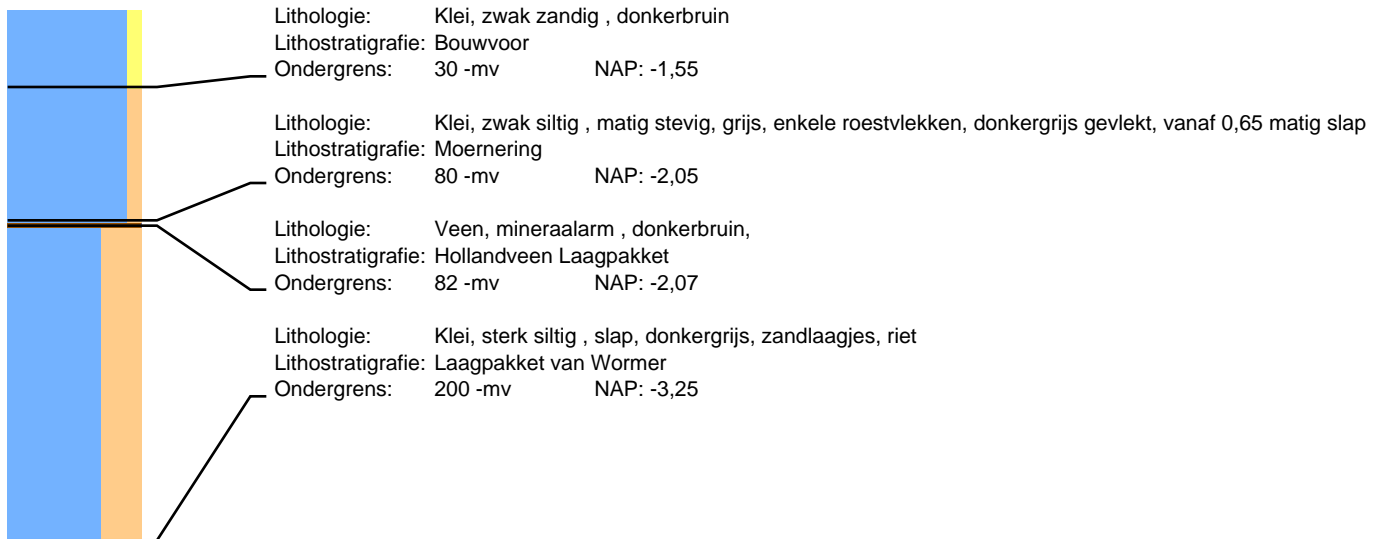 Lithologie: Klei, zwak zandig , donkerbruin
Lithostratigrafie: Bouwvoor
Ondergrens: 30 -mv NAP: -1,55
Lithologie: Klei, zwak siltig , matig stevig, grijs, enkele roestvlekken, donkergrijs gevlekt, vanaf 0,65 matig slap
Lithostratigrafie: Moernering
Ondergrens: 80 -mv NAP: -2,05
Lithologie: Veen, mineraalarm , donkerbruin,
Lithostratigrafie: Hollandveen Laagpakket
Ondergrens: 82 -mv NAP: -2,07
Lithologie: Klei, sterk siltig , slap, donkergrijs, zandlaagjes, riet
Lithostratigrafie: Laagpakket van Wormer
Ondergrens: 200 -mv NAP: -3,25